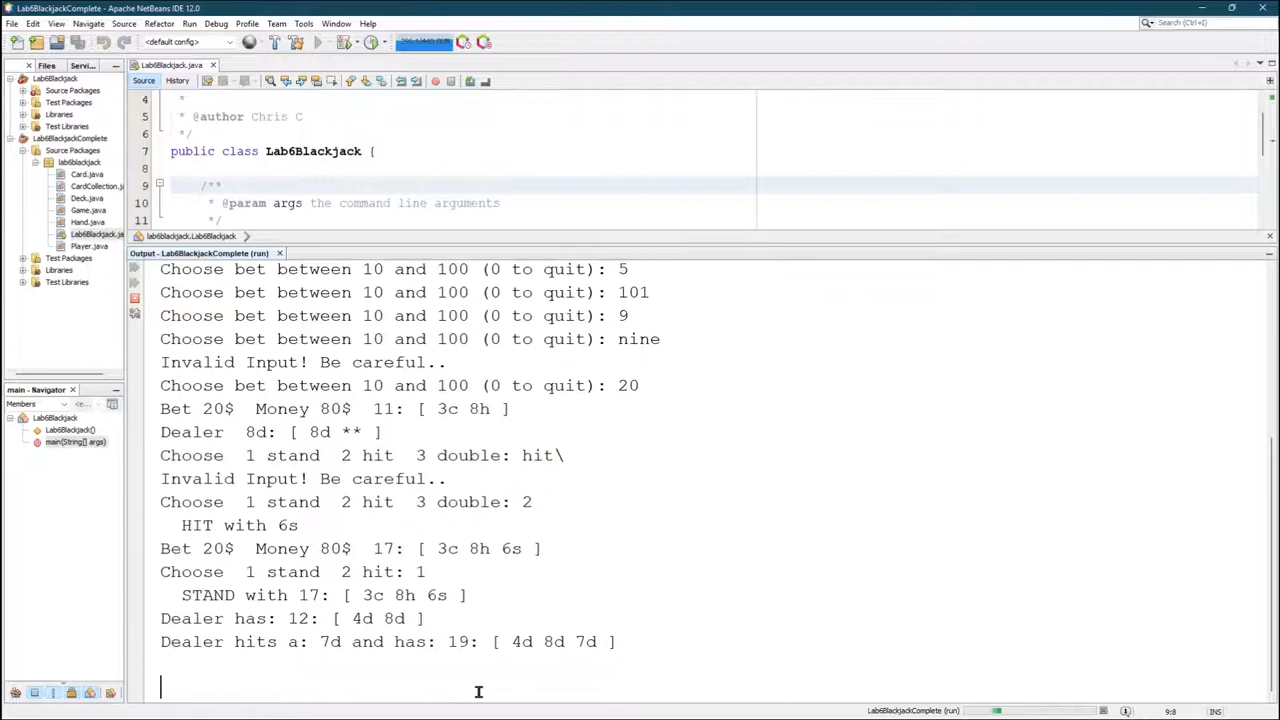 Lab6BlackjackComplete - Apache NetBeans IDE 12.0
File Edit View Navigate Source Refactor Run Debug Profile Team Tools Window Help
Search (Ctrl+I)
<default config>
Files Servi...
Lab6Blackjack.java
Source History
Lab6Blackjack
Source Packages
Test Packages
Libraries
Test Libraries
Lab6BlackjackComplete
Source Packages
lab6blackjack
Card.java
CardCollection.ja
Deck.java
Game.java
Hand.java
Lab6Blackjack.ja
Player.java
Test Packages
Libraries
Test Libraries
4 *
5 * @author Chris C
6 */
7 public class Lab6Blackjack {
8
9 /**
10 * @param args the command line arguments
11 */
lab6blackjack.Lab6Blackjack
Output - Lab6BlackjackComplete (run)
Choose bet between 10 and 100 (0 to quit): 5
Choose bet between 10 and 100 (0 to quit): 101
Choose bet between 10 and 100 (0 to quit): 9
Choose bet between 10 and 100 (0 to quit): nine
Invalid Input! Be careful..
Choose bet between 10 and 100 (0 to quit): 20
Bet 20$ Money 80$ 11: [ 3c 8h ]
Dealer 8d: [ 8d ** ]
Choose 1 stand 2 hit 3 double: hit\
Invalid Input! Be careful..
Choose 1 stand 2 hit 3 double: 2
HIT with 6s
Bet 20$ Money 80$ 17: [ 3c 8h 6s ]
Choose 1 stand 2 hit: 1
STAND with 17: [ 3c 8h 6s ]
Dealer has: 12: [ 4d 8d ]
Dealer hits a: 7d and has: 19: [ 4d 8d 7d ]
main - Navigator
Members <e...
Lab6Blackjack
Lab6Blackjack()
main(String[] args)
Lab6BlackjackComplete (run)
9:8 INS